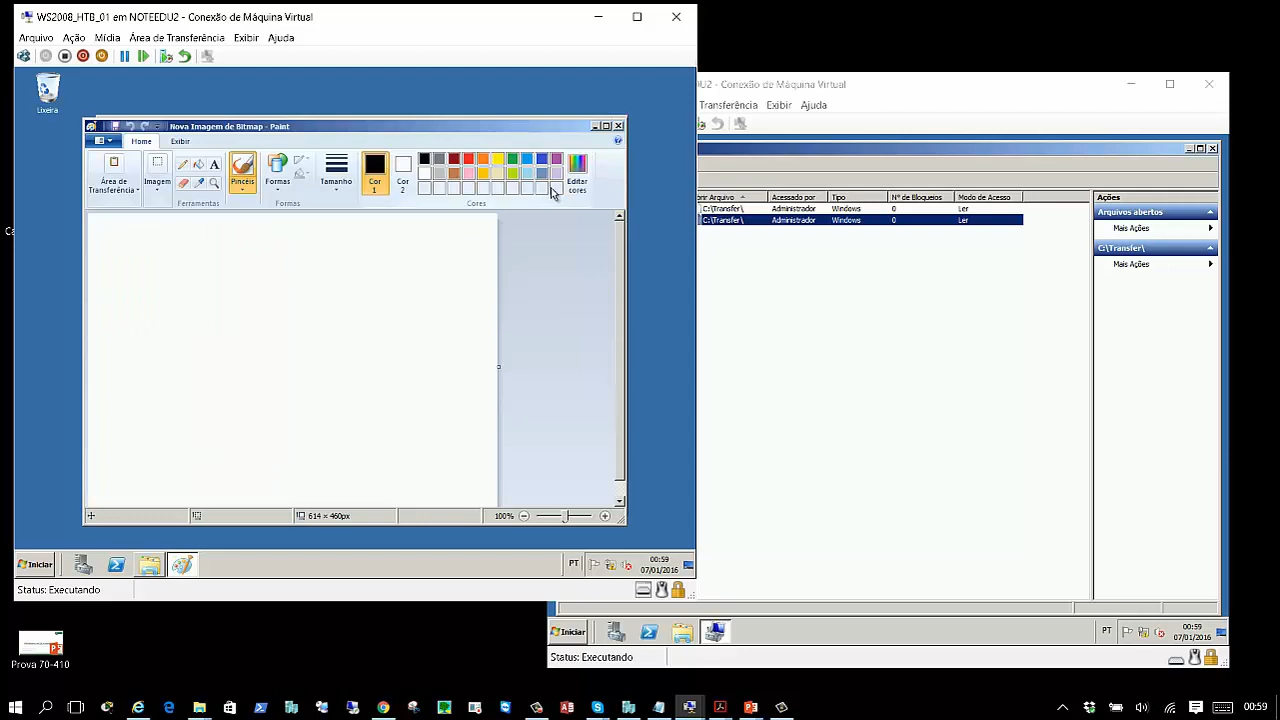 WS2008_HTB_01 em NOTEEDU2 - Conexão de Máquina Virtual
Arquivo Ação Mídia Área de Transferência Exibir Ajuda
Lixeira
Nova Imagem de Bitmap - Paint
Home Exibir
Área de Transferência
Imagem
Ferramentas
Pincéis
Formas
Formas
Tamanho
Cor 1
Cor 2
Editar cores
Cores
614 × 460px
100%
Iniciar
PT
00:59
07/01/2016
Status: Executando
U2 - Conexão de Máquina Virtual
Transferência Exibir Ajuda
rir Arquivo Acessado por Tipo Nº de Bloqueios Modo de Acesso
C:\Transfer\ Administrador Windows 0 Ler
C:\Transfer\ Administrador Windows 0 Ler
Ações
Arquivos abertos
Mais Ações
C:\Transfer\
Mais Ações
Iniciar
PT
00:59
07/01/2016
Status: Executando
Prova 70-410
00:59